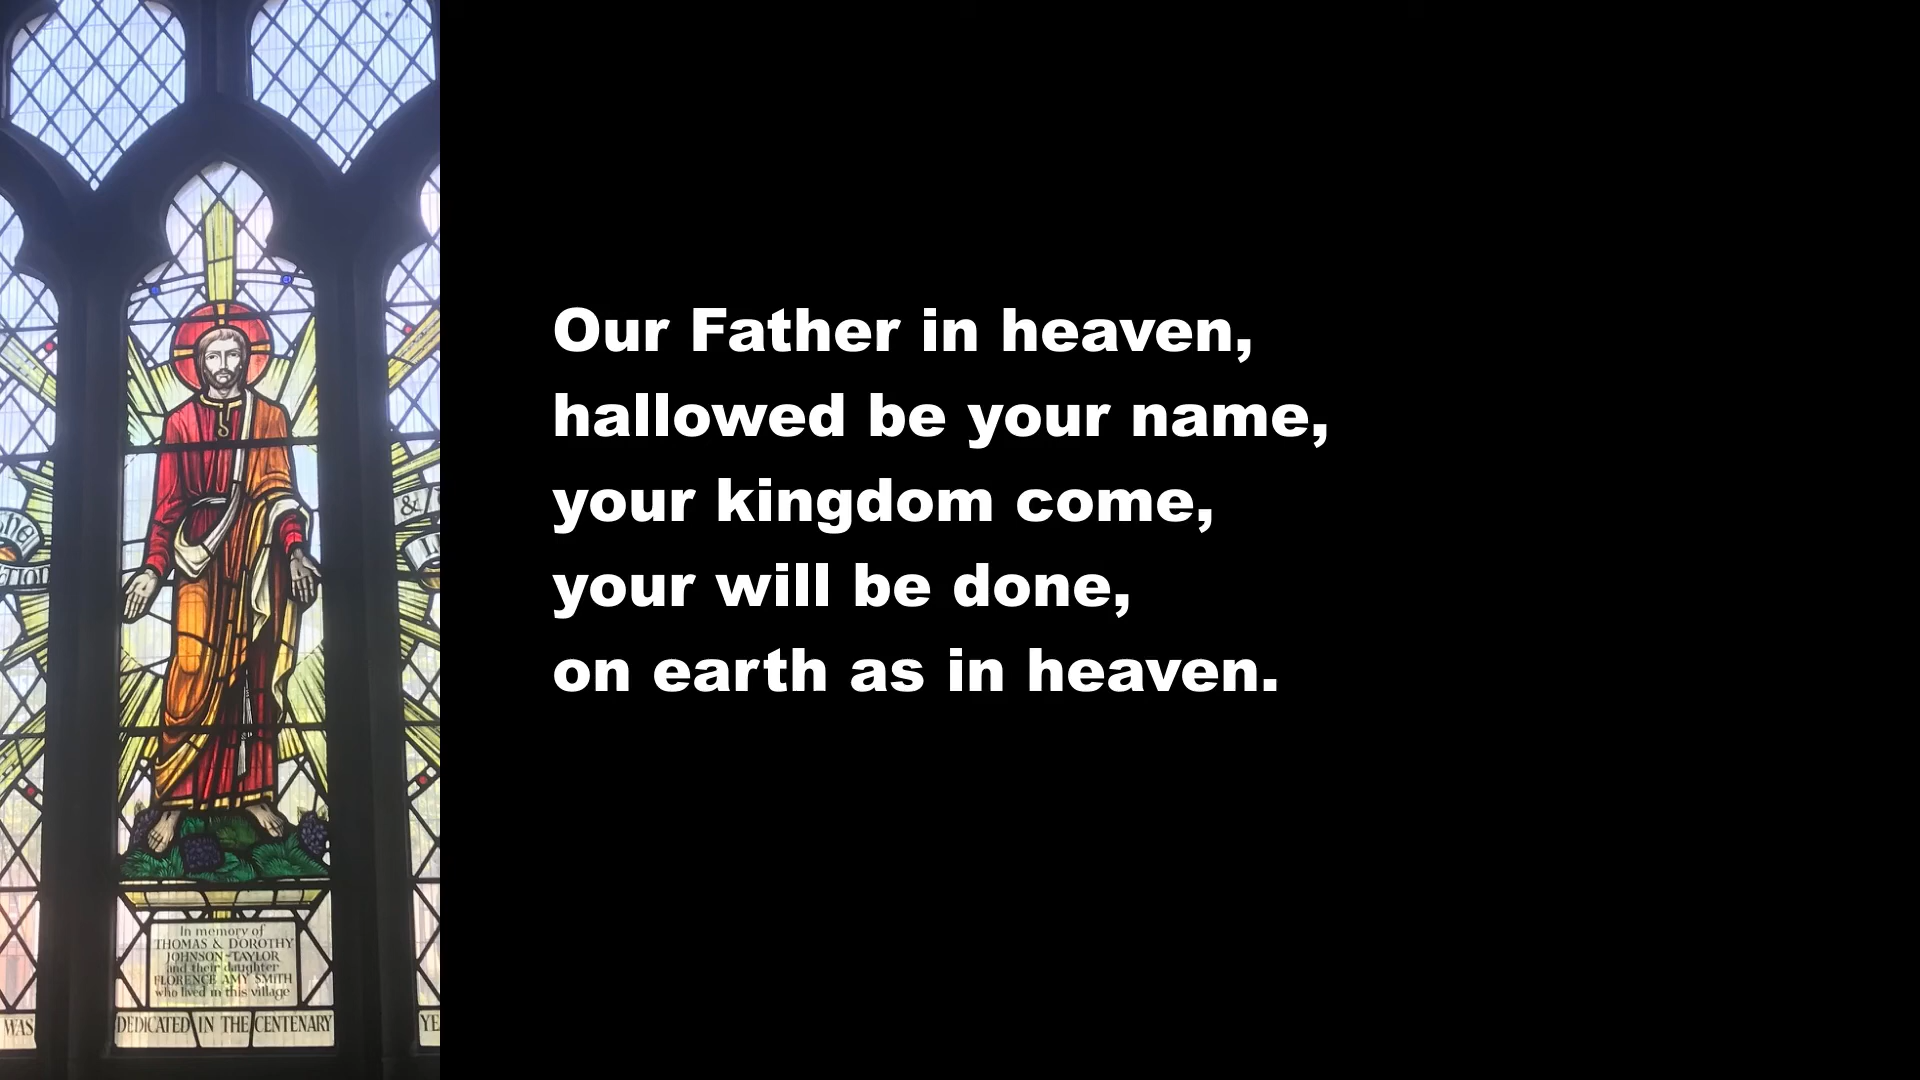 Our Father in heaven,
hallowed be your name,
your kingdom come,
your will be done,
on earth as in heaven.
&
In memory of
THOMAS & DOROTHY
JOHNSON-TAYLOR
and their daughter
FLORENCE AMY SMITH
who lived in this village
WAS DEDICATED IN THE CENTENARY YE